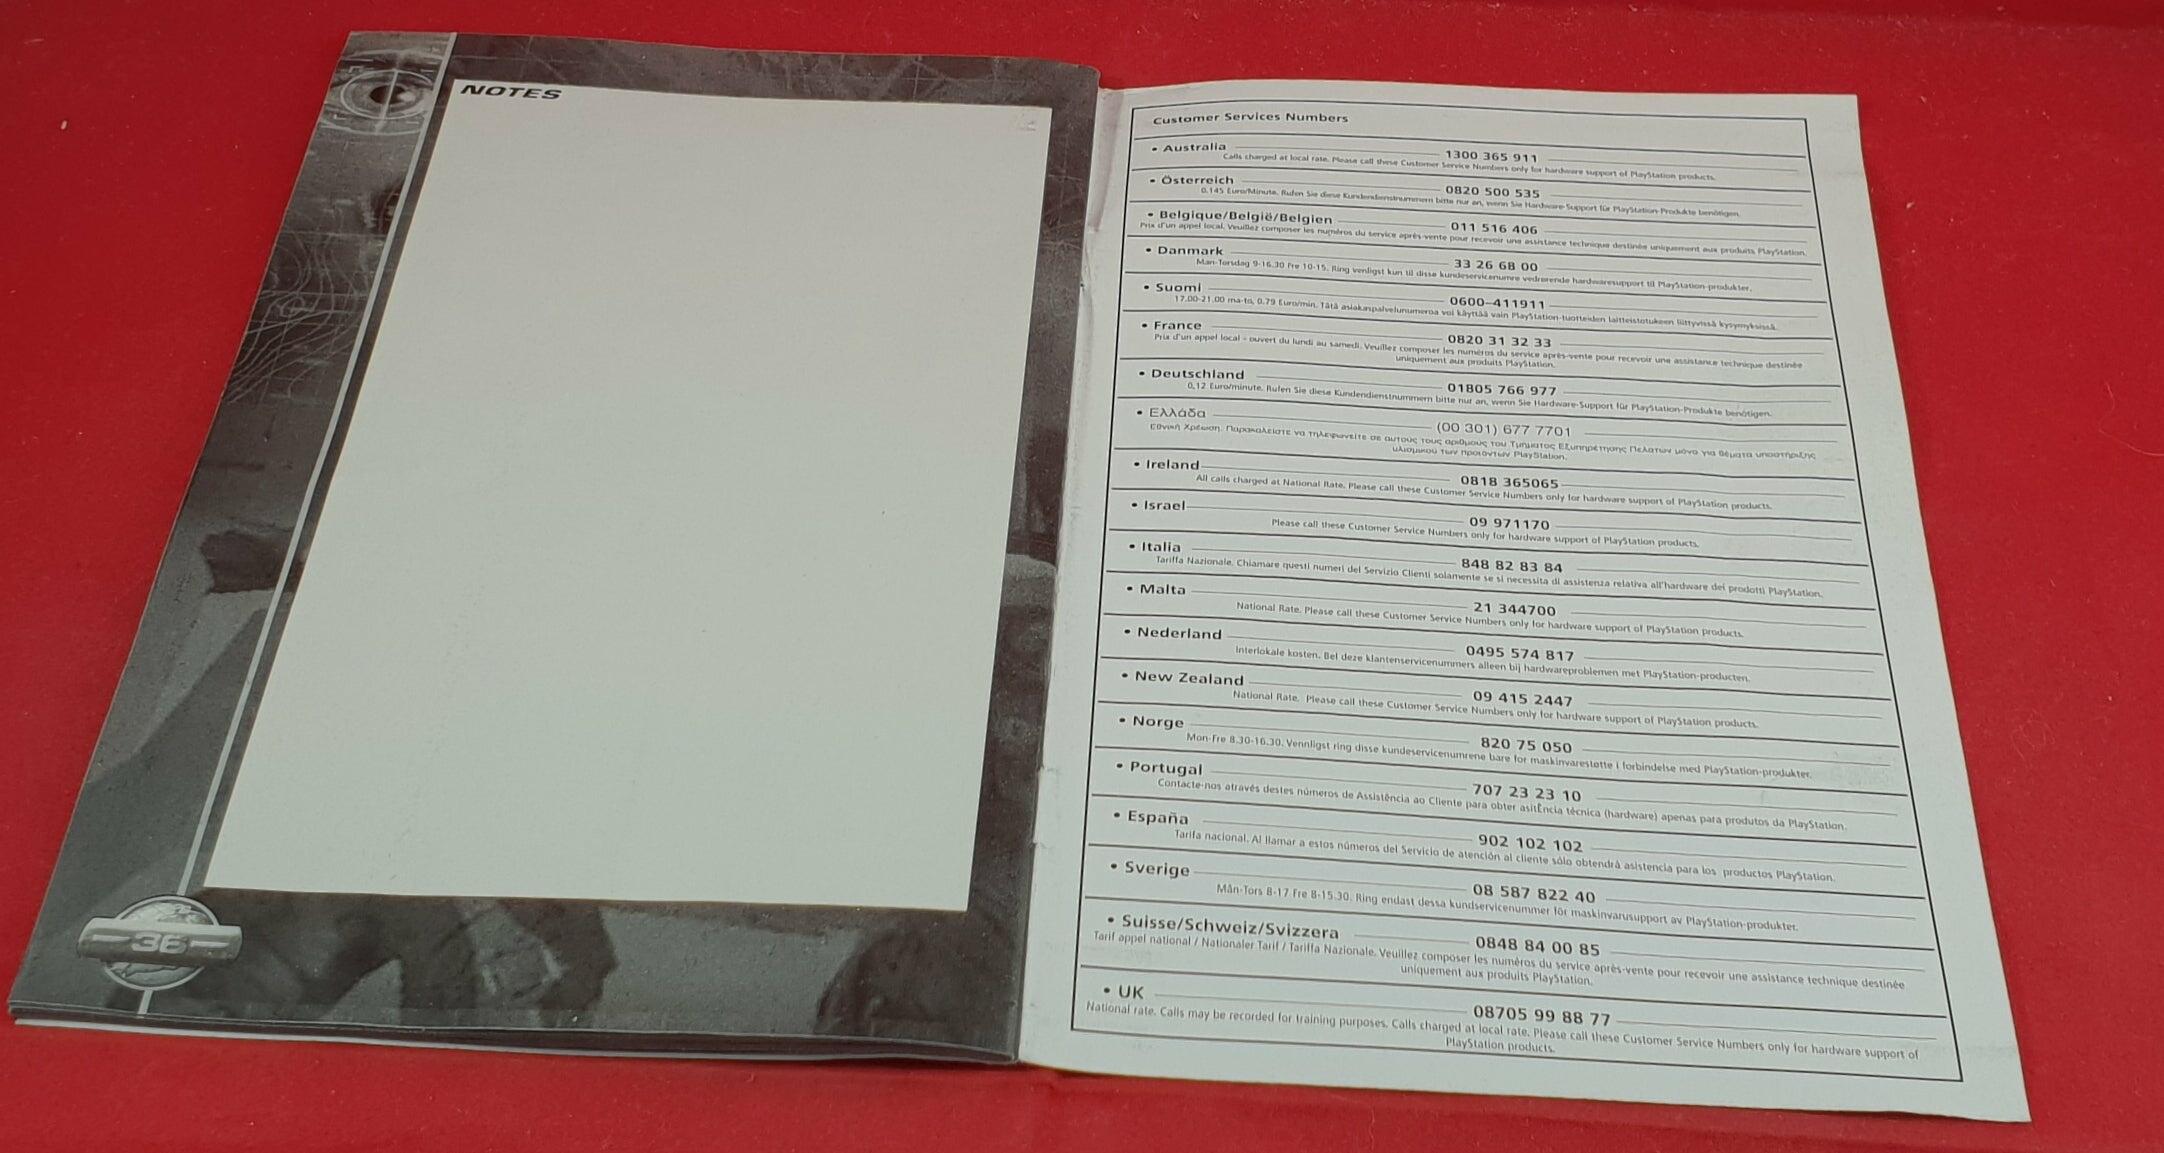 NOTES
36
Customer Services Numbers
• Australia 1300 365 911
Calls charged at local rate. Please call these Customer Service Numbers only for hardware support of PlayStation products.
• Österreich 0820 500 535
0,145 Euro/Minute. Rufen Sie diese Kundendienstnummern bitte nur an, wenn Sie Hardware-Support für PlayStation-Produkte benötigen.
• Belgique/België/Belgien 011 516 406
Prix d'un appel local. Veuillez composer les numéros du service après-vente pour recevoir une assistance technique destinée uniquement aux produits PlayStation.
• Danmark 33 26 68 00
Man-Torsdag 9-16.30 Fre 10-15. Ring venligst kun til disse kundeservicenumre vedrørende hardwaresupport til PlayStation-produkter.
• Suomi 0600-411911
17.00-21.00 ma-to, 0.79 Euro/min. Tätä asiakaspalvelunumeroa voi käyttää vain PlayStation-tuotteiden laitteistotukeen liittyvissä kysymyksissä.
• France 0820 31 32 33
Prix d'un appel local - ouvert du lundi au samedi. Veuillez composer les numéros du service après-vente pour recevoir une assistance technique destinée
uniquement aux produits PlayStation.
• Deutschland 01805 766 977
0,12 Euro/minute. Rufen Sie diese Kundendienstnummern bitte nur an, wenn Sie Hardware-Support für PlayStation-Produkte benötigen.
• Ελλάδα (00 301) 677 7701
Εθνική Χρέωση. Παρακαλείστε να τηλεφωνείτε σε αυτούς τους αριθμούς του Τμήματος Εξυπηρέτησης Πελατών μόνο για θέματα υποστήριξης
υλισμικού των προϊόντων PlayStation.
• Ireland 0818 365065
All calls charged at National Rate. Please call these Customer Service Numbers only for hardware support of PlayStation products.
• Israel 09 971170
Please call these Customer Service Numbers only for hardware support of PlayStation products.
• Italia 848 82 83 84
Tariffa Nazionale. Chiamare questi numeri del Servizio Clienti solamente se si necessita di assistenza relativa all'hardware dei prodotti PlayStation.
• Malta 21 344700
National Rate. Please call these Customer Service Numbers only for hardware support of PlayStation products.
• Nederland 0495 574 817
Interlokale kosten. Bel deze klantenservicenummers alleen bij hardwareproblemen met PlayStation-producten.
• New Zealand 09 415 2447
National Rate. Please call these Customer Service Numbers only for hardware support of PlayStation products.
• Norge 820 75 050
Mon-Fre 8.30-16.30. Vennligst ring disse kundeservicenumrene bare for maskinvarestøtte i forbindelse med PlayStation-produkter.
• Portugal 707 23 23 10
Contacte-nos através destes números de Assistência ao Cliente para obter asitÊncia técnica (hardware) apenas para produtos da PlayStation.
• España 902 102 102
Tarifa nacional. Al llamar a estos números del Servicio de atención al cliente sólo obtendrá asistencia para los productos PlayStation.
• Sverige 08 587 822 40
Mån-Tors 8-17 Fre 8-15.30. Ring endast dessa kundservicenummer för maskinvarusupport av PlayStation-produkter.
• Suisse/Schweiz/Svizzera 0848 84 00 85
Tarif appel national / Nationaler Tarif / Tariffa Nazionale. Veuillez composer les numéros du service après-vente pour recevoir une assistance technique destinée
uniquement aux produits PlayStation.
• UK 08705 99 88 77
National rate. Calls may be recorded for training purposes. Calls charged at local rate. Please call these Customer Service Numbers only for hardware support of
PlayStation products.